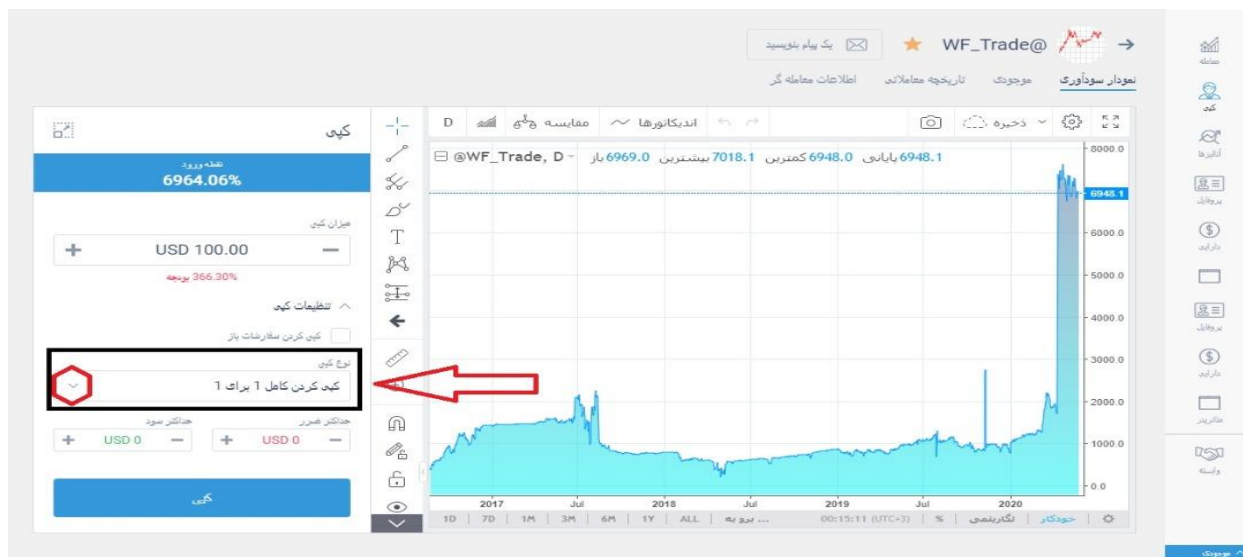 WF_Trade@
یک پیام بنویسید
نمودار سودآوری
موجودی
تاریخچه معاملاتی
اطلاعات معامله گر
معامله
کپی
آنالیزها
پروفایل
دارایی
پروفایل
دارایی
متاتریدر
وابسته
موجودی
D
مقایسه
اندیکاتورها
ذخیره
@WF_Trade, D
باز 6969.0 بیشترین 7018.1 کمترین 6948.0 پایانی 6948.1
8000.0
6948.1
6000.0
5000.0
4000.0
3000.0
2000.0
1000.0
0.0
2017 Jul 2018 Jul 2019 Jul 2020
1D 7D 1M 3M 6M 1Y ALL برو به ...
00:15:11 (UTC+3) % لگاریتمی خودکار
کپی
نقطه ورود
6964.06%
میزان کپی
USD 100.00
366.30% بودجه
تنظیمات کپی
کپی کردن سفارشات باز
نوع کپی
کپی کردن کامل 1 برای 1
حداکثر ضرر
حداکثر سود
USD 0
USD 0
کپی